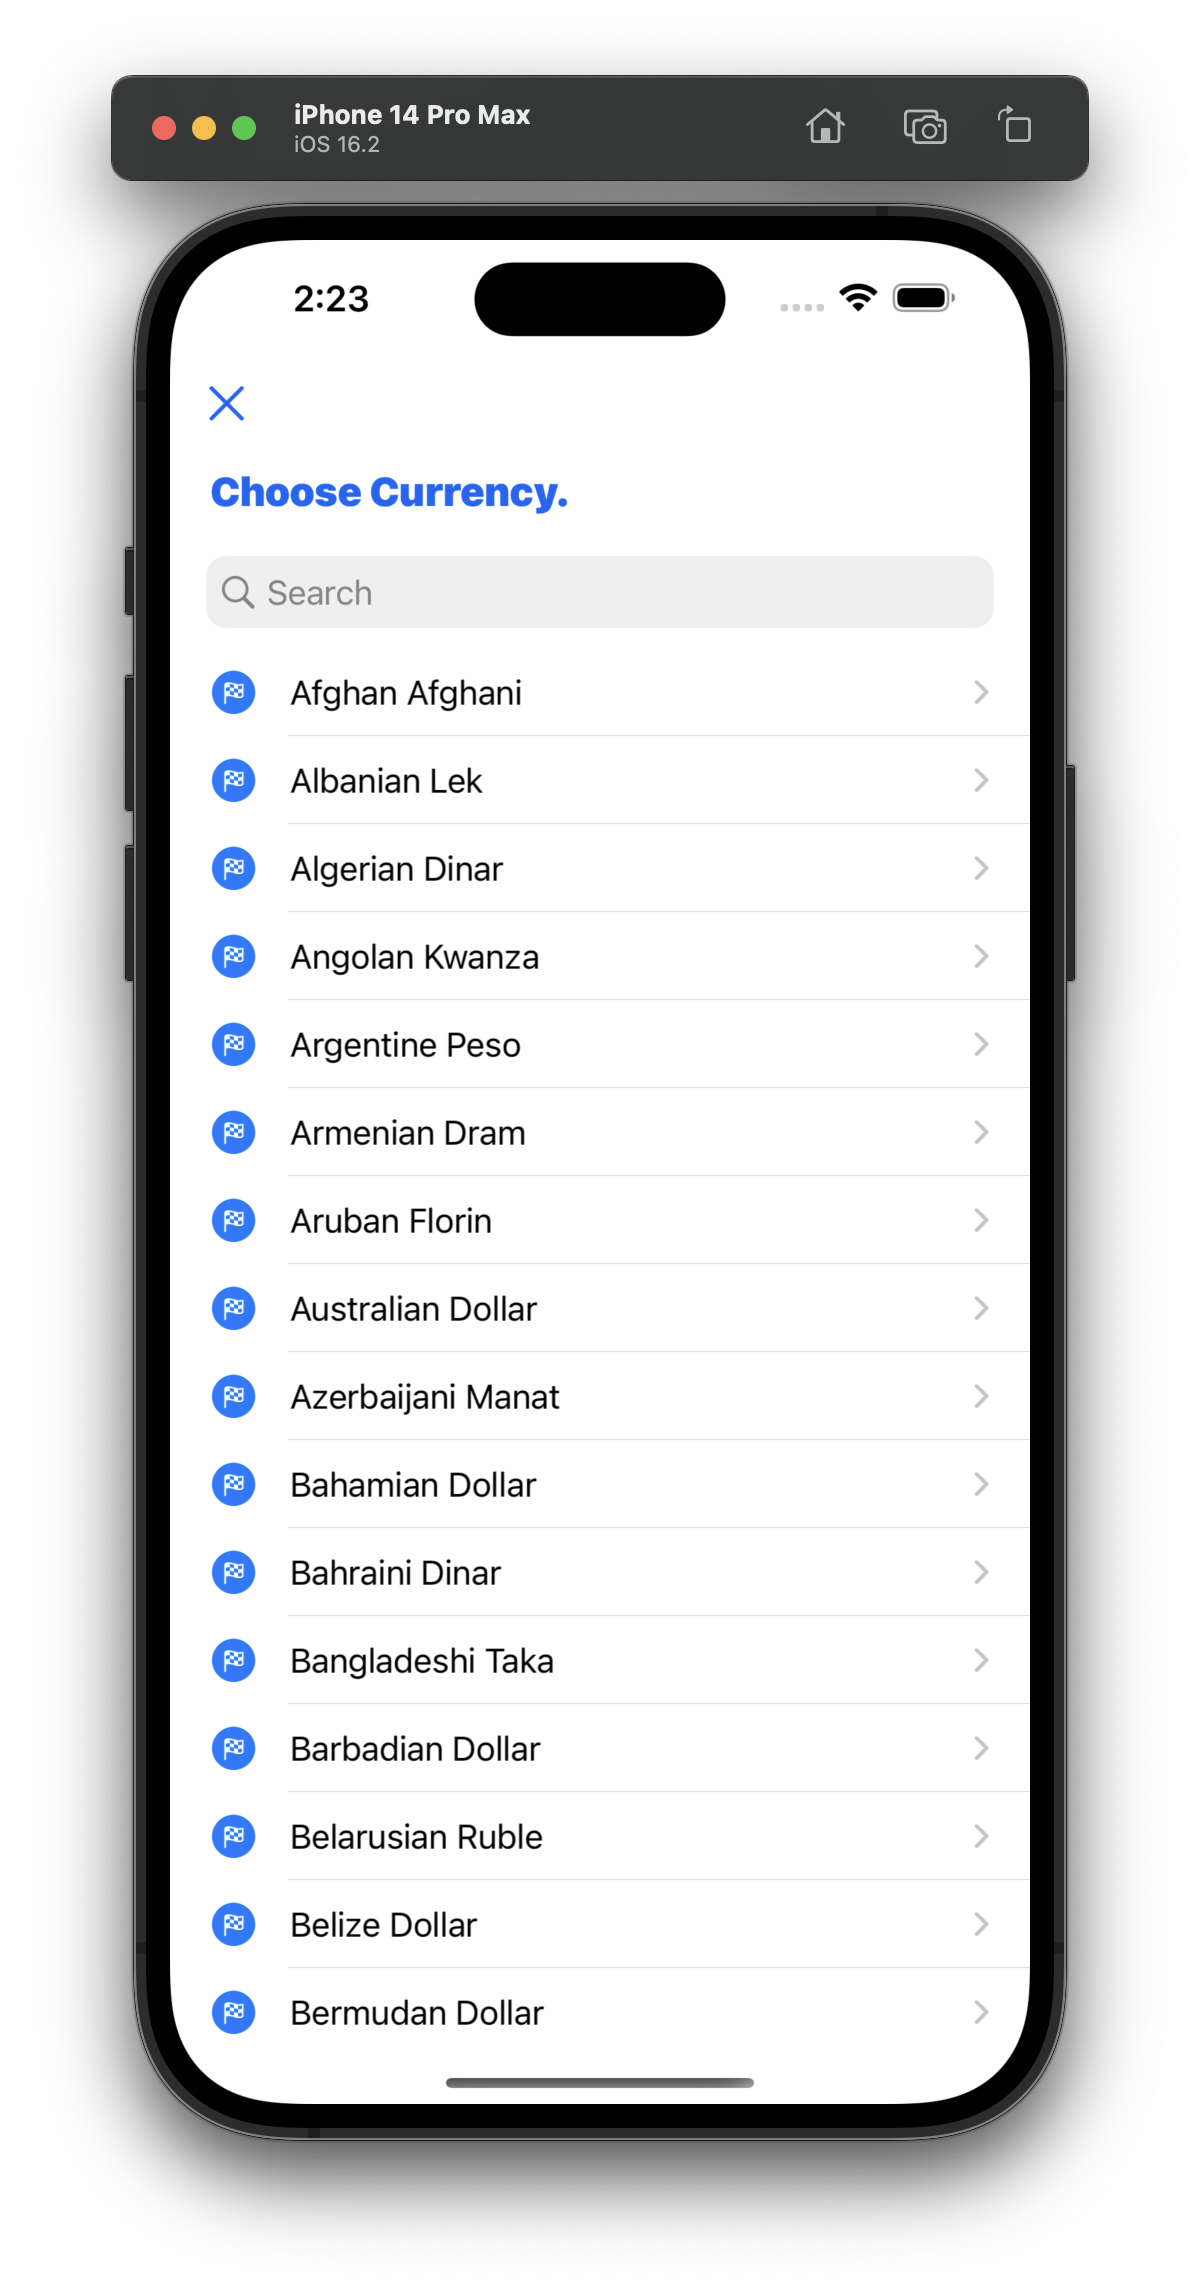 iPhone 14 Pro Max
iOS 16.2
2:23
Choose Currency.
Search
Afghan Afghani
Albanian Lek
Algerian Dinar
Angolan Kwanza
Argentine Peso
Armenian Dram
Aruban Florin
Australian Dollar
Azerbaijani Manat
Bahamian Dollar
Bahraini Dinar
Bangladeshi Taka
Barbadian Dollar
Belarusian Ruble
Belize Dollar
Bermudan Dollar